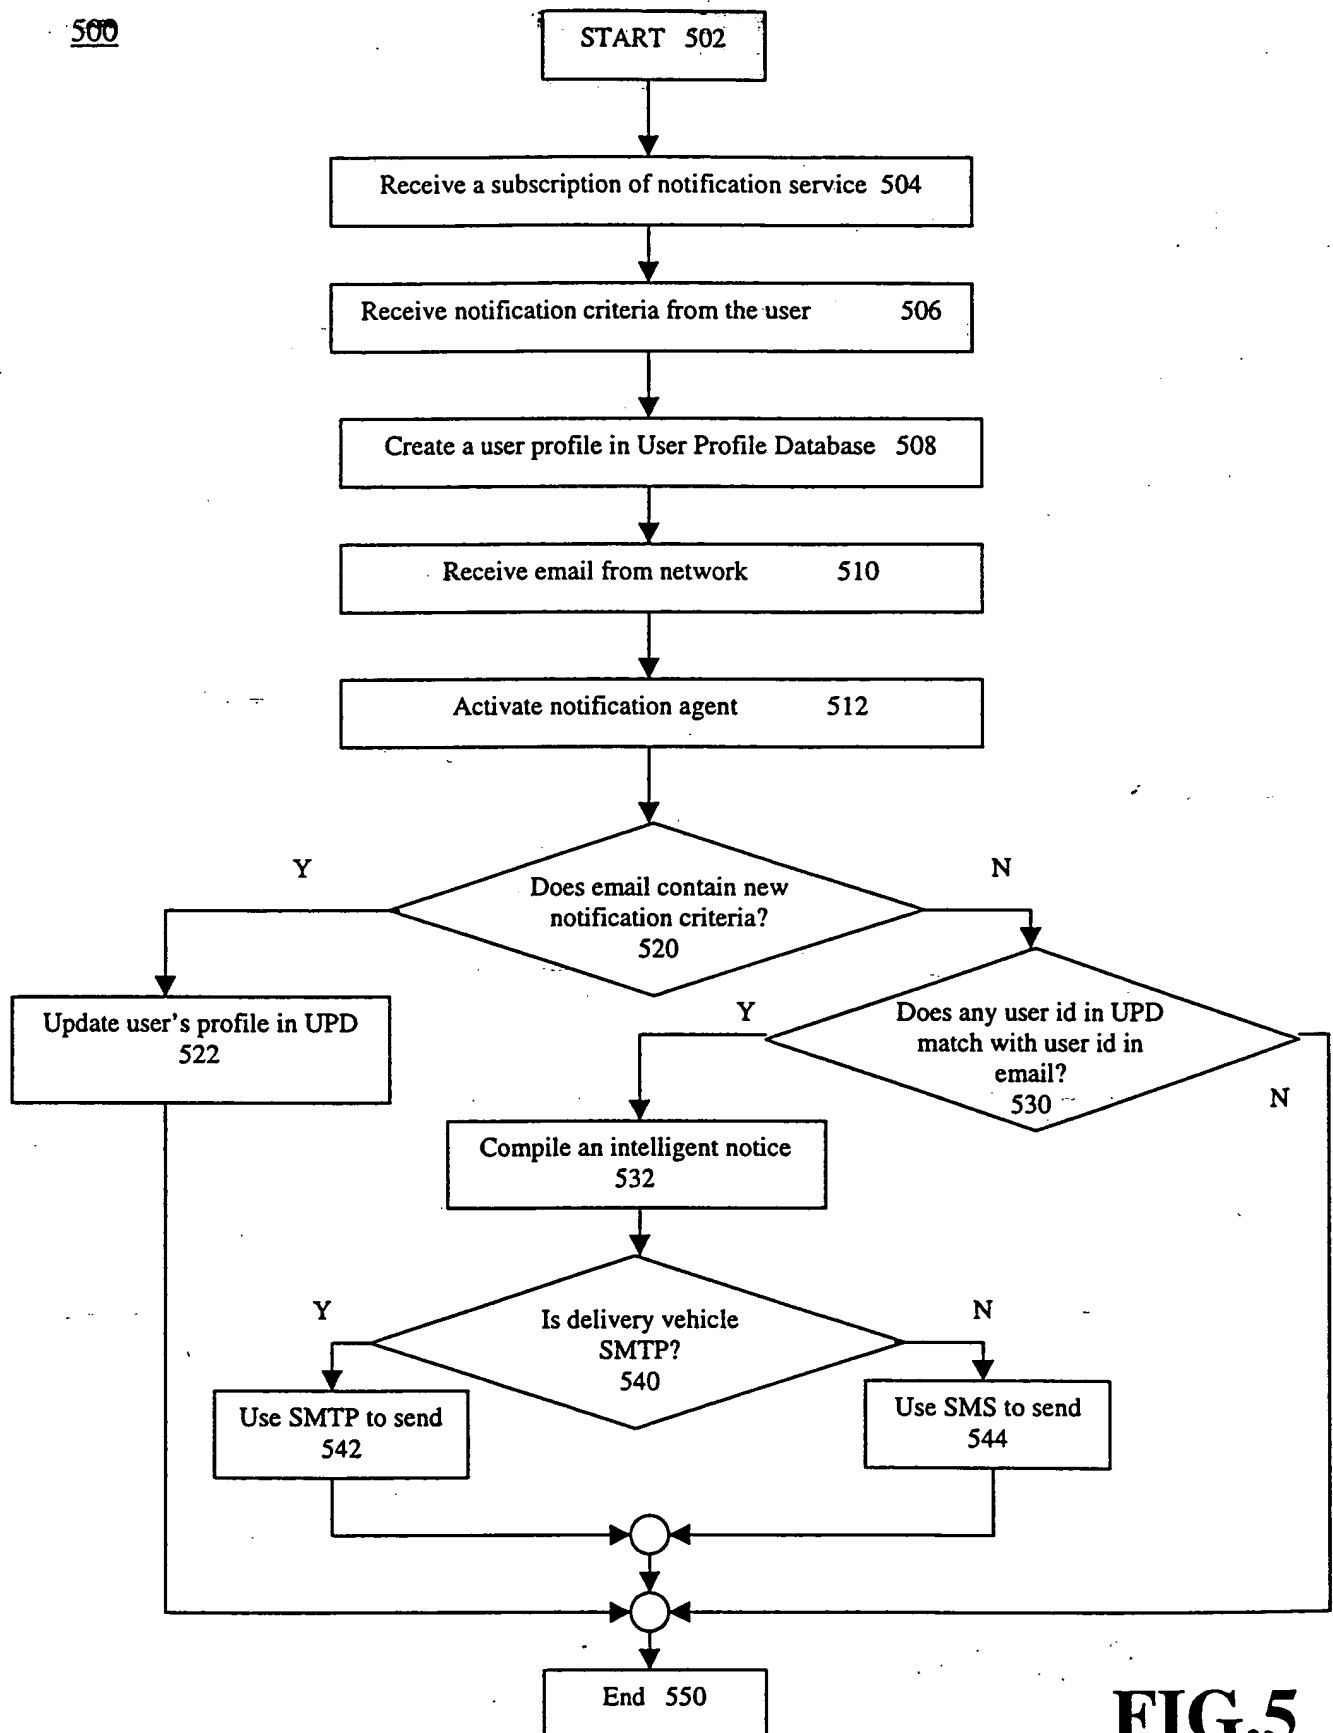 500
START 502
Receive a subscription of notification service 504
Receive notification criteria from the user 506
Create a user profile in User Profile Database 508
Receive email from network 510
Activate notification agent 512
Y
N
Does email contain new
notification criteria?
520
Update user's profile in UPD
522
Y
Does any user id in UPD
match with user id in
email?
530
N
Compile an intelligent notice
532
Y
N
Is delivery vehicle
SMTP?
540
Use SMTP to send
542
Use SMS to send
544
End 550
FIG.5